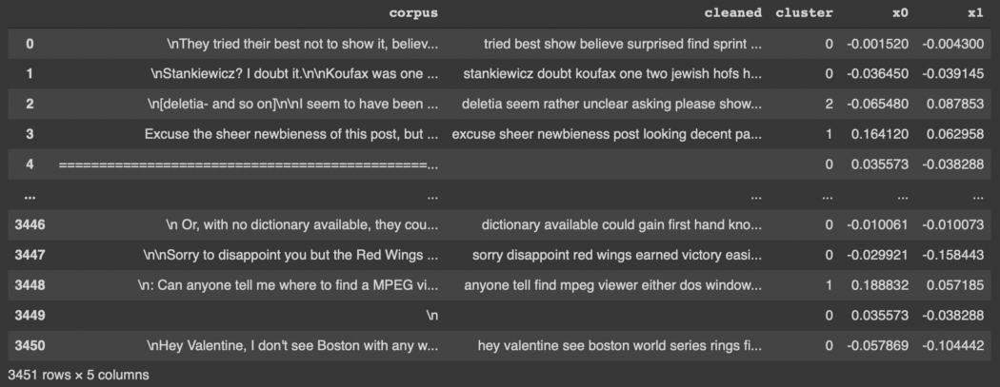 corpus cleaned cluster x0 x1
0 \nThey tried their best not to show it, believ... tried best show believe surprised find sprint ... 0 -0.001520 -0.004300
1 \nStankiewicz? I doubt it.\n\nKoufax was one ... stankiewicz doubt koufax one two jewish hofs h... 0 -0.036450 -0.039145
2 \n[deletia- and so on]\n\nI seem to have been ... deletia seem rather unclear asking please show... 2 -0.065480 0.087853
3 Excuse the sheer newbieness of this post, but ... excuse sheer newbieness post looking decent pa... 1 0.164120 0.062958
4 ===============================================... 0 0.035573 -0.038288
... ... ... ... ... ...
3446 \n Or, with no dictionary available, they cou... dictionary available could gain first hand kno... 0 -0.010061 -0.010073
3447 \n\nSorry to disappoint you but the Red Wings ... sorry disappoint red wings earned victory easi... 0 -0.029921 -0.158443
3448 \n: Can anyone tell me where to find a MPEG vi... anyone tell find mpeg viewer either dos window... 1 0.188832 0.057185
3449 \n 0 0.035573 -0.038288
3450 \nHey Valentine, I don't see Boston with any w... hey valentine see boston world series rings fi... 0 -0.057869 -0.104442
3451 rows × 5 columns